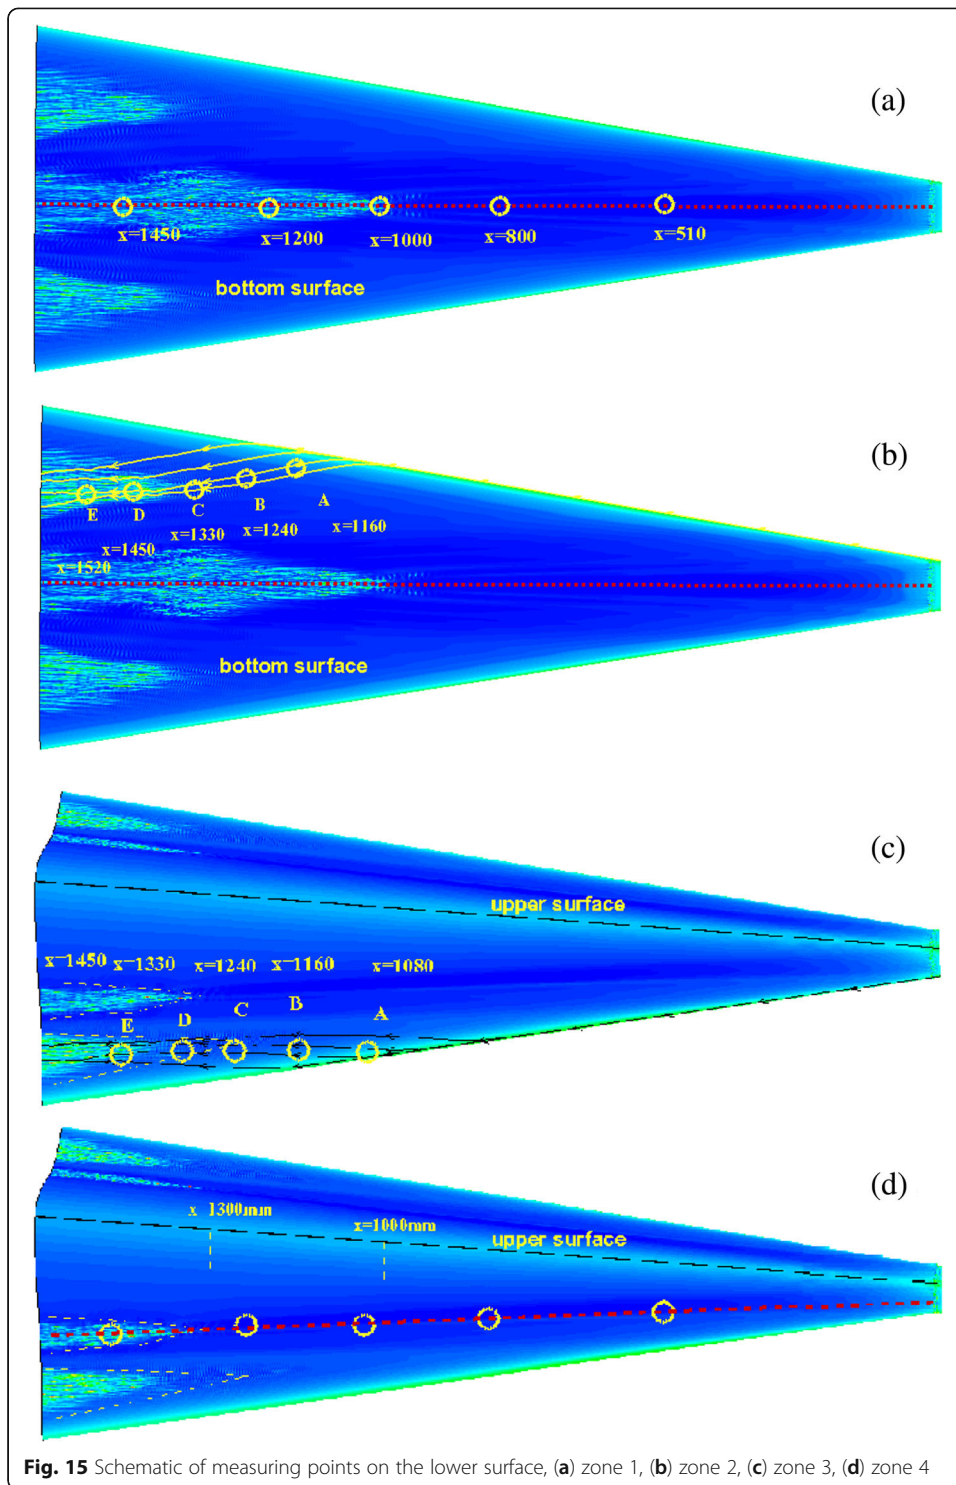 (a)
x=1450
x=1200
x=1000
x=800
x=510
bottom surface
(b)
E
D
C
B
A
x=1520
x=1450
x=1330
x=1240
x=1160
bottom surface
(c)
upper surface
x=1450
x=1330
x=1240
x=1160
x=1080
E
D
C
B
A
(d)
x 1300mm
x=1000mm
upper surface
Fig. 15 Schematic of measuring points on the lower surface, (a) zone 1, (b) zone 2, (c) zone 3, (d) zone 4